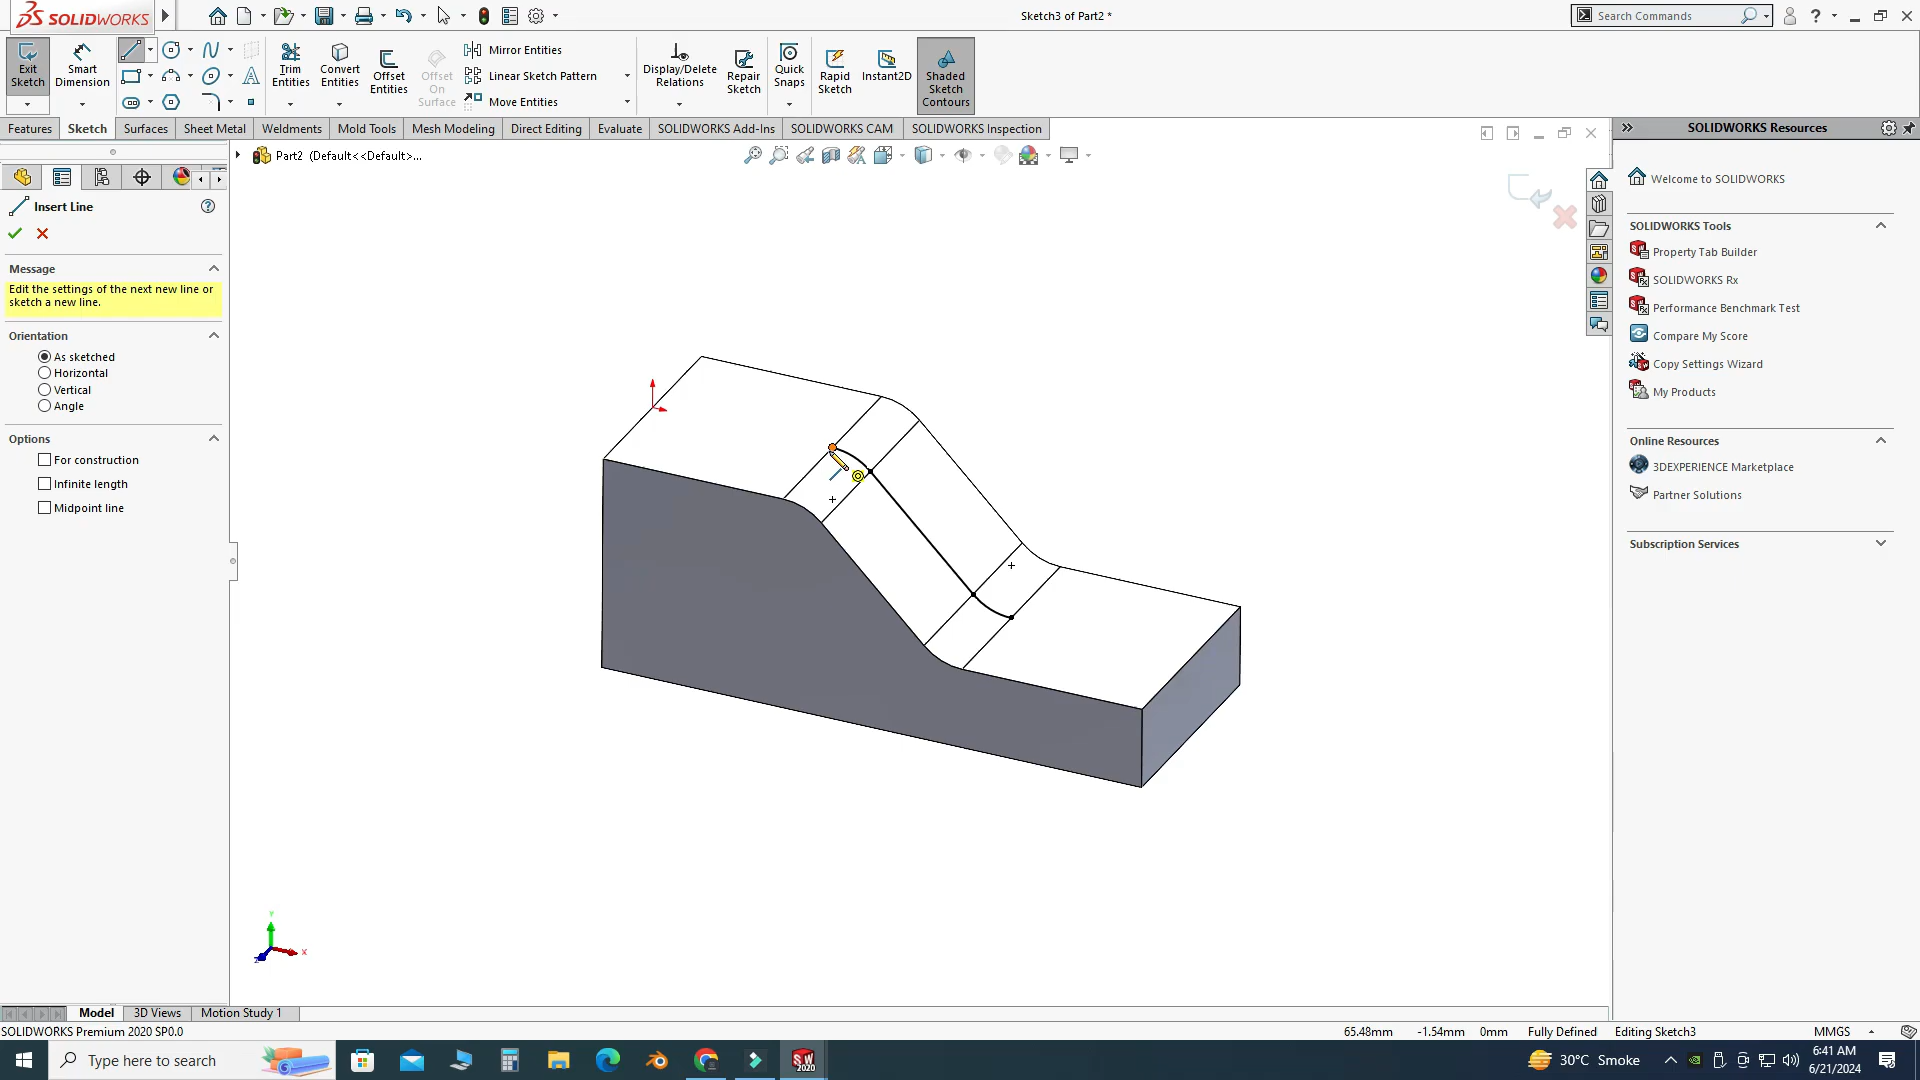 SOLIDWORKS
Sketch3 of Part2 *
Search Commands
Exit Sketch
Smart Dimension
Trim Entities
Convert Entities
Offset Entities
Offset On Surface
Mirror Entities
Linear Sketch Pattern
Move Entities
Display/Delete Relations
Repair Sketch
Quick Snaps
Rapid Sketch
Instant2D
Shaded Sketch Contours
Features
Sketch
Surfaces
Sheet Metal
Weldments
Mold Tools
Mesh Modeling
Direct Editing
Evaluate
SOLIDWORKS Add-Ins
SOLIDWORKS CAM
SOLIDWORKS Inspection
SOLIDWORKS Resources
Part2 (Default<<Default>...
Insert Line
Message
Edit the settings of the next new line or
sketch a new line.
Orientation
As sketched
Horizontal
Vertical
Angle
Options
For construction
Infinite length
Midpoint line
Welcome to SOLIDWORKS
SOLIDWORKS Tools
Property Tab Builder
SOLIDWORKS Rx
Performance Benchmark Test
Compare My Score
Copy Settings Wizard
My Products
Online Resources
3DEXPERIENCE Marketplace
Partner Solutions
Subscription Services
Y
X
Z
Model
3D Views
Motion Study 1
SOLIDWORKS Premium 2020 SP0.0
65.48mm
-1.54mm
0mm
Fully Defined
Editing Sketch3
MMGS
Type here to search
SW
2020
30°C Smoke
6:41 AM
6/21/2024